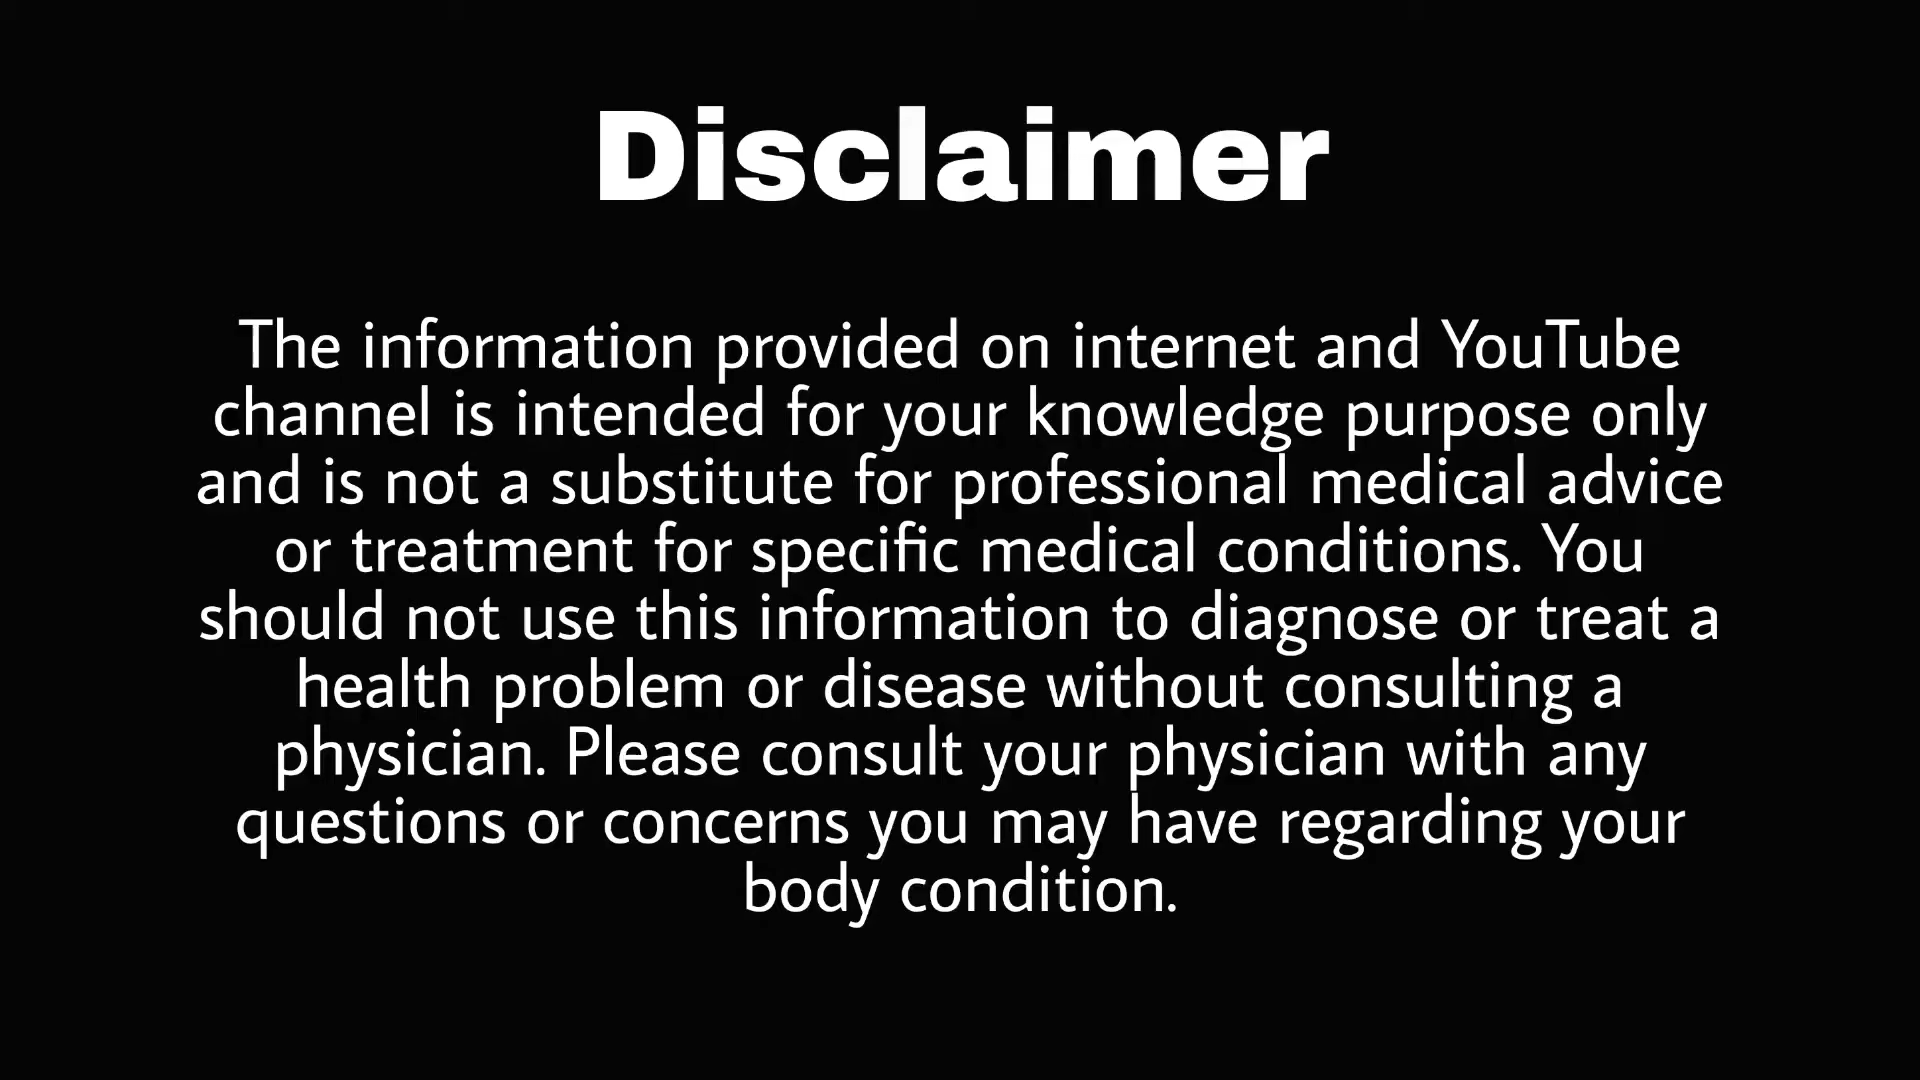 Disclaimer
The information provided on internet and YouTube
channel is intended for your knowledge purpose only
and is not a substitute for professional medical advice
or treatment for specific medical conditions. You
should not use this information to diagnose or treat a
health problem or disease without consulting a
physician. Please consult your physician with any
questions or concerns you may have regarding your
body condition.